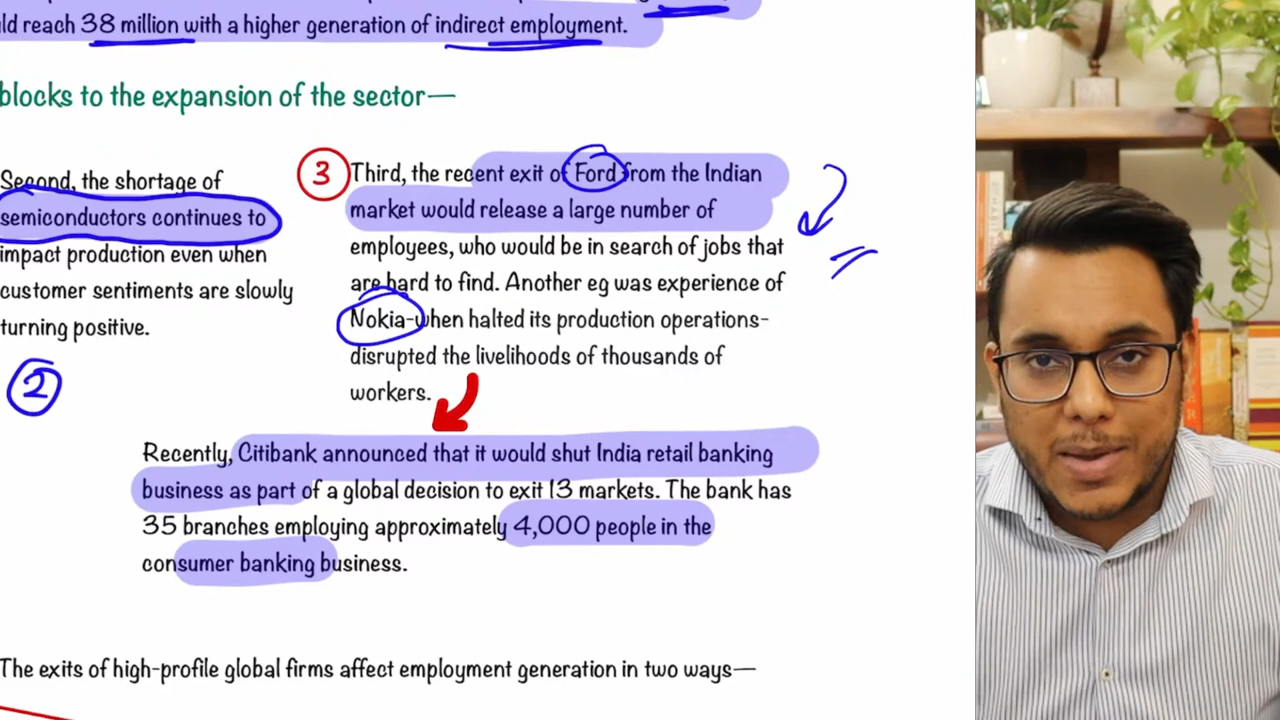 ld reach 38 million with a higher generation of indirect employment.
blocks to the expansion of the sector—
Second, the shortage of
semiconductors continues to
impact production even when
customer sentiments are slowly
turning positive.
2
3
Third, the recent exit of Ford from the Indian
market would release a large number of
employees, who would be in search of jobs that
are hard to find. Another eg was experience of
Nokia-when halted its production operations-
disrupted the livelihoods of thousands of
workers.
Recently, Citibank announced that it would shut India retail banking
business as part of a global decision to exit 13 markets. The bank has
35 branches employing approximately 4,000 people in the
consumer banking business.
The exits of high-profile global firms affect employment generation in two ways—